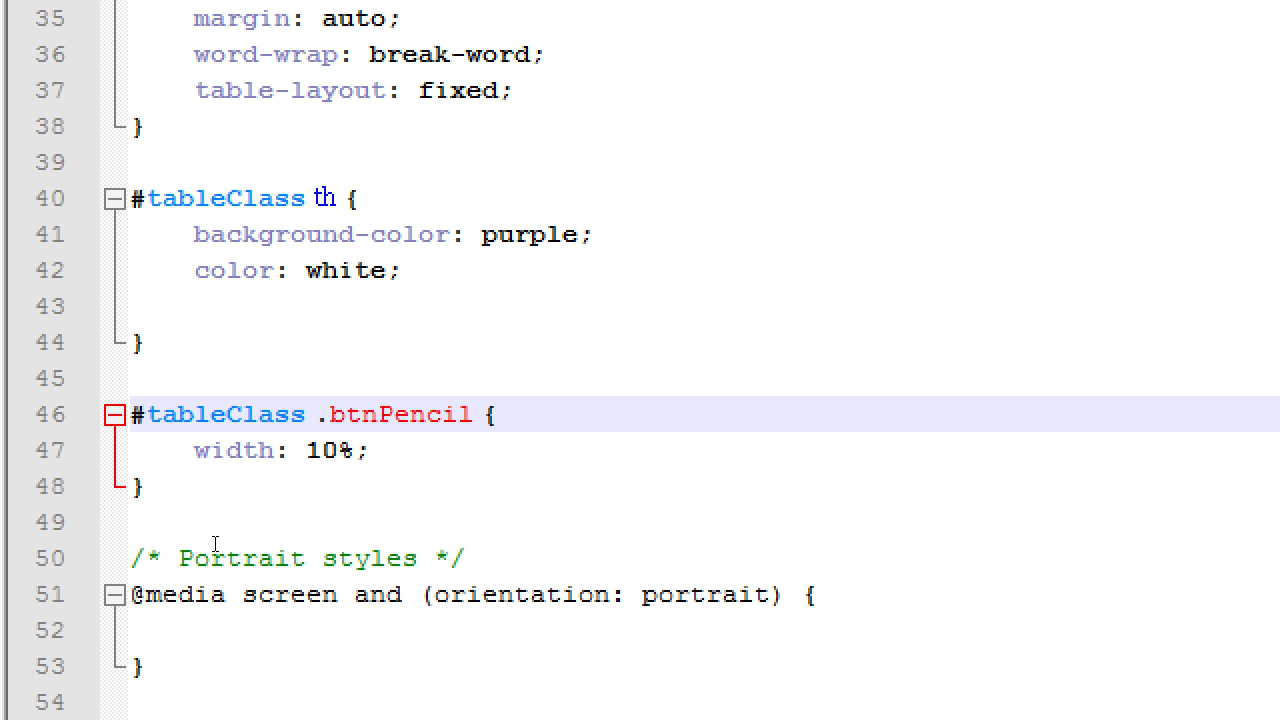 35 margin: auto;
36 word-wrap: break-word;
37 table-layout: fixed;
38 }
39
40 #tableClass th {
41 background-color: purple;
42 color: white;
43
44 }
45
46 #tableClass .btnPencil {
47 width: 10%;
48 }
49
50 /* Portrait styles */
51 @media screen and (orientation: portrait) {
52
53 }
54